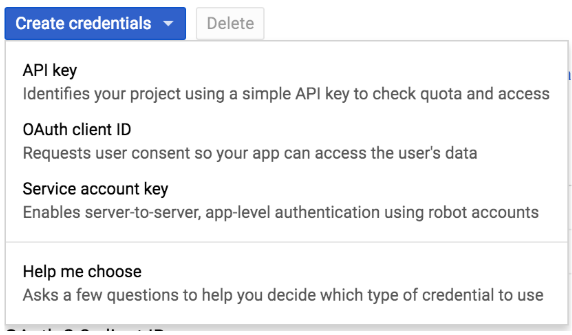 Create credentials
Delete
API key
Identifies your project using a simple API key to check quota and access
OAuth client ID
Requests user consent so your app can access the user's data
Service account key
Enables server-to-server, app-level authentication using robot accounts
Help me choose
Asks a few questions to help you decide which type of credential to use